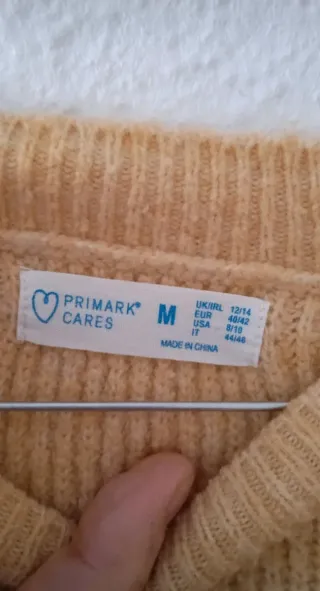 PRIMARK®
CARES
M
UK/IRL 12/14
EUR 40/42
USA 8/10
IT 44/46
MADE IN CHINA